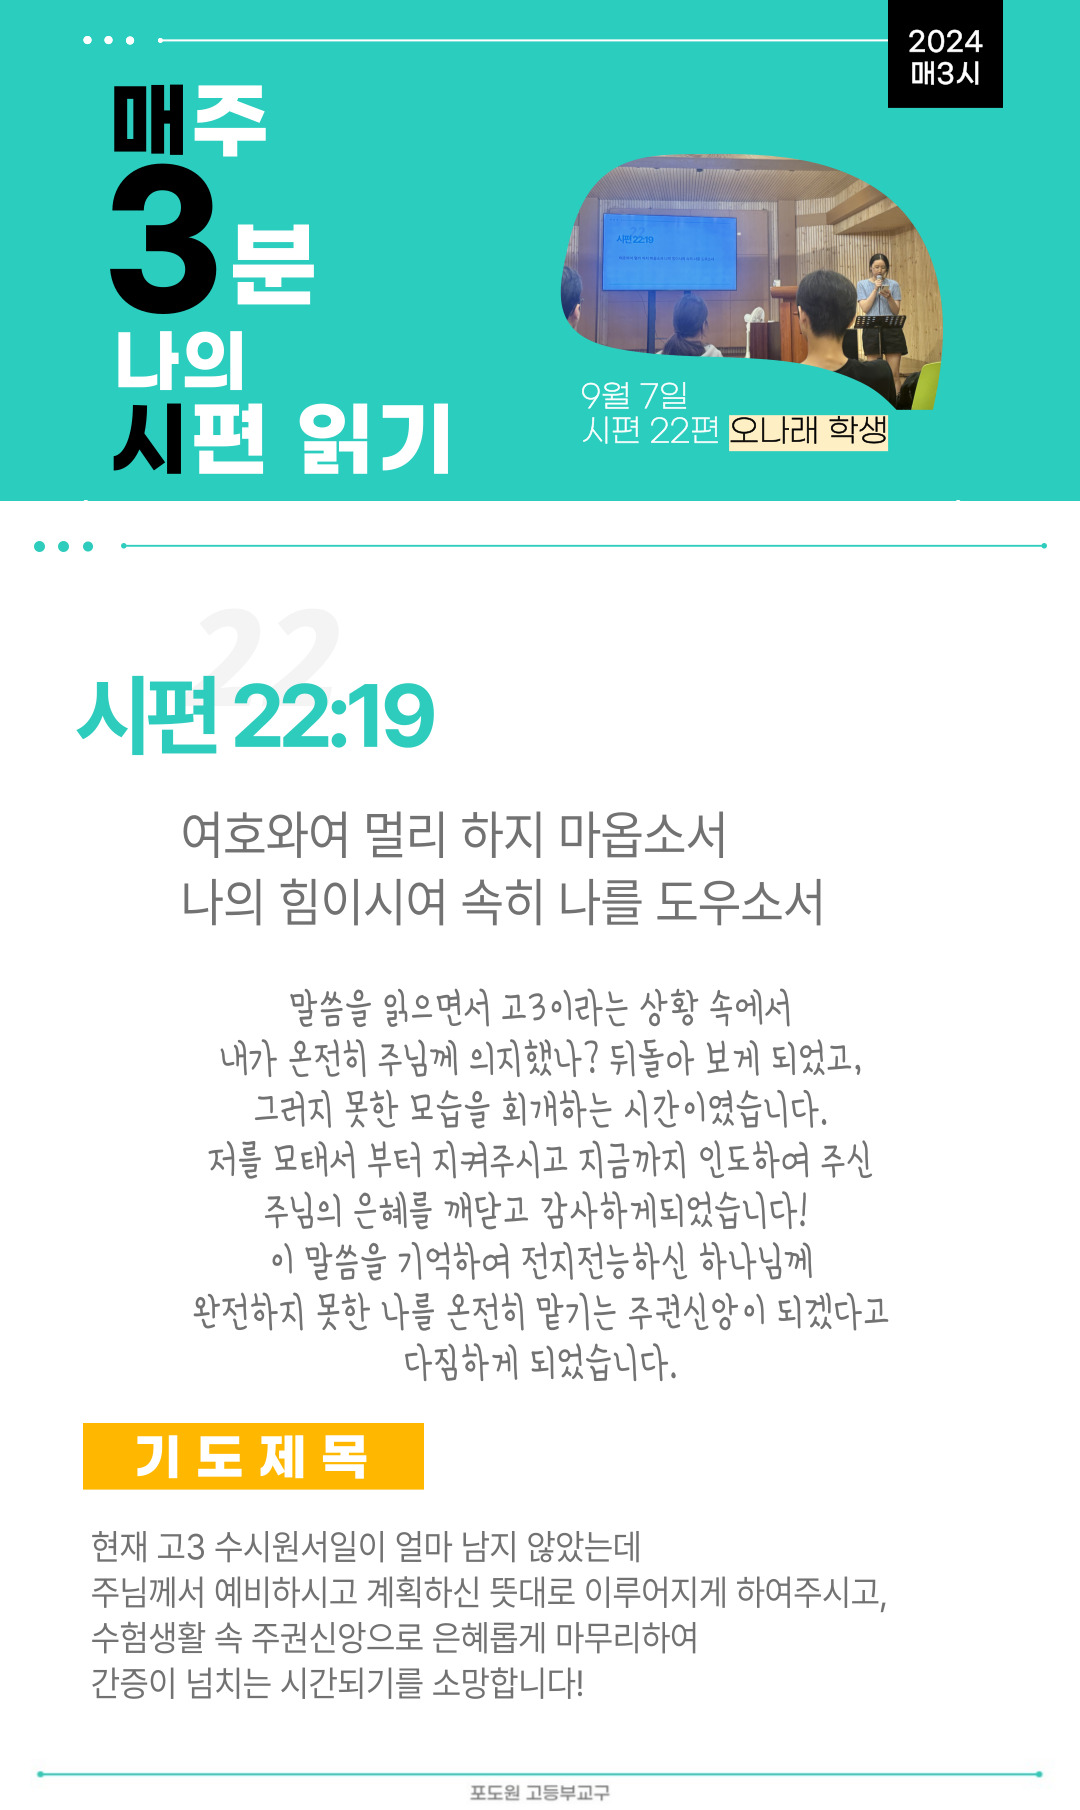 2024
매3시
매주
3분
나의
시편 읽기
시편 22:19
9월 7일
시편 22편 오나래 학생
22
시편 22:19
여호와여 멀리 하지 마옵소서
나의 힘이시여 속히 나를 도우소서
말씀을 읽으면서 고3이라는 상황 속에서
내가 온전히 주님께 의지했나? 뒤돌아 보게 되었고,
그러지 못한 모습을 회개하는 시간이였습니다.
저를 모태서 부터 지켜주시고 지금까지 인도하여 주신
주님의 은혜를 깨닫고 감사하게되었습니다!
이 말씀을 기억하여 전지전능하신 하나님께
완전하지 못한 나를 온전히 맡기는 주권신앙이 되겠다고
다짐하게 되었습니다.
기도제목
현재 고3 수시원서일이 얼마 남지 않았는데
주님께서 예비하시고 계획하신 뜻대로 이루어지게 하여주시고,
수험생활 속 주권신앙으로 은혜롭게 마무리하여
간증이 넘치는 시간되기를 소망합니다!
포도원 고등부교구